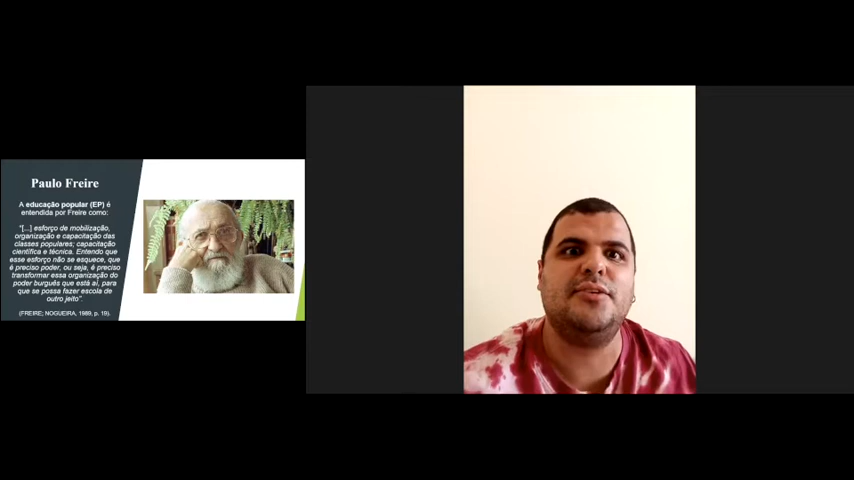 Paulo Freire
A educação popular (EP) é
entendida por Freire como:
"[...] esforço de mobilização,
organização e capacitação das
classes populares; capacitação
científica e técnica. Entendo que
esse esforço não se esquece, que
é preciso poder, ou seja, é preciso
transformar essa organização do
poder burguês que está aí, para
que se possa fazer escola de
outro jeito".
(FREIRE; NOGUEIRA, 1989, p. 19).